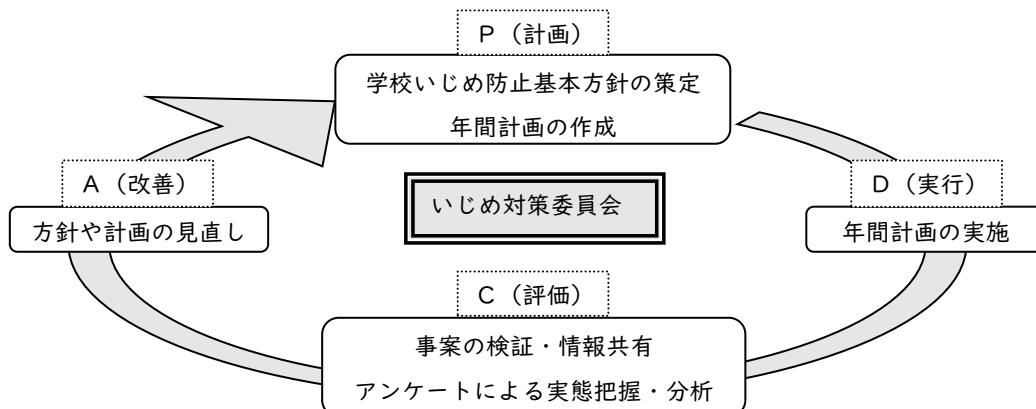 P（計画）
学校いじめ防止基本方針の策定
年間計画の作成
A（改善）
方針や計画の見直し
いじめ対策委員会
D（実行）
年間計画の実施
C（評価）
事案の検証・情報共有
アンケートによる実態把握・分析